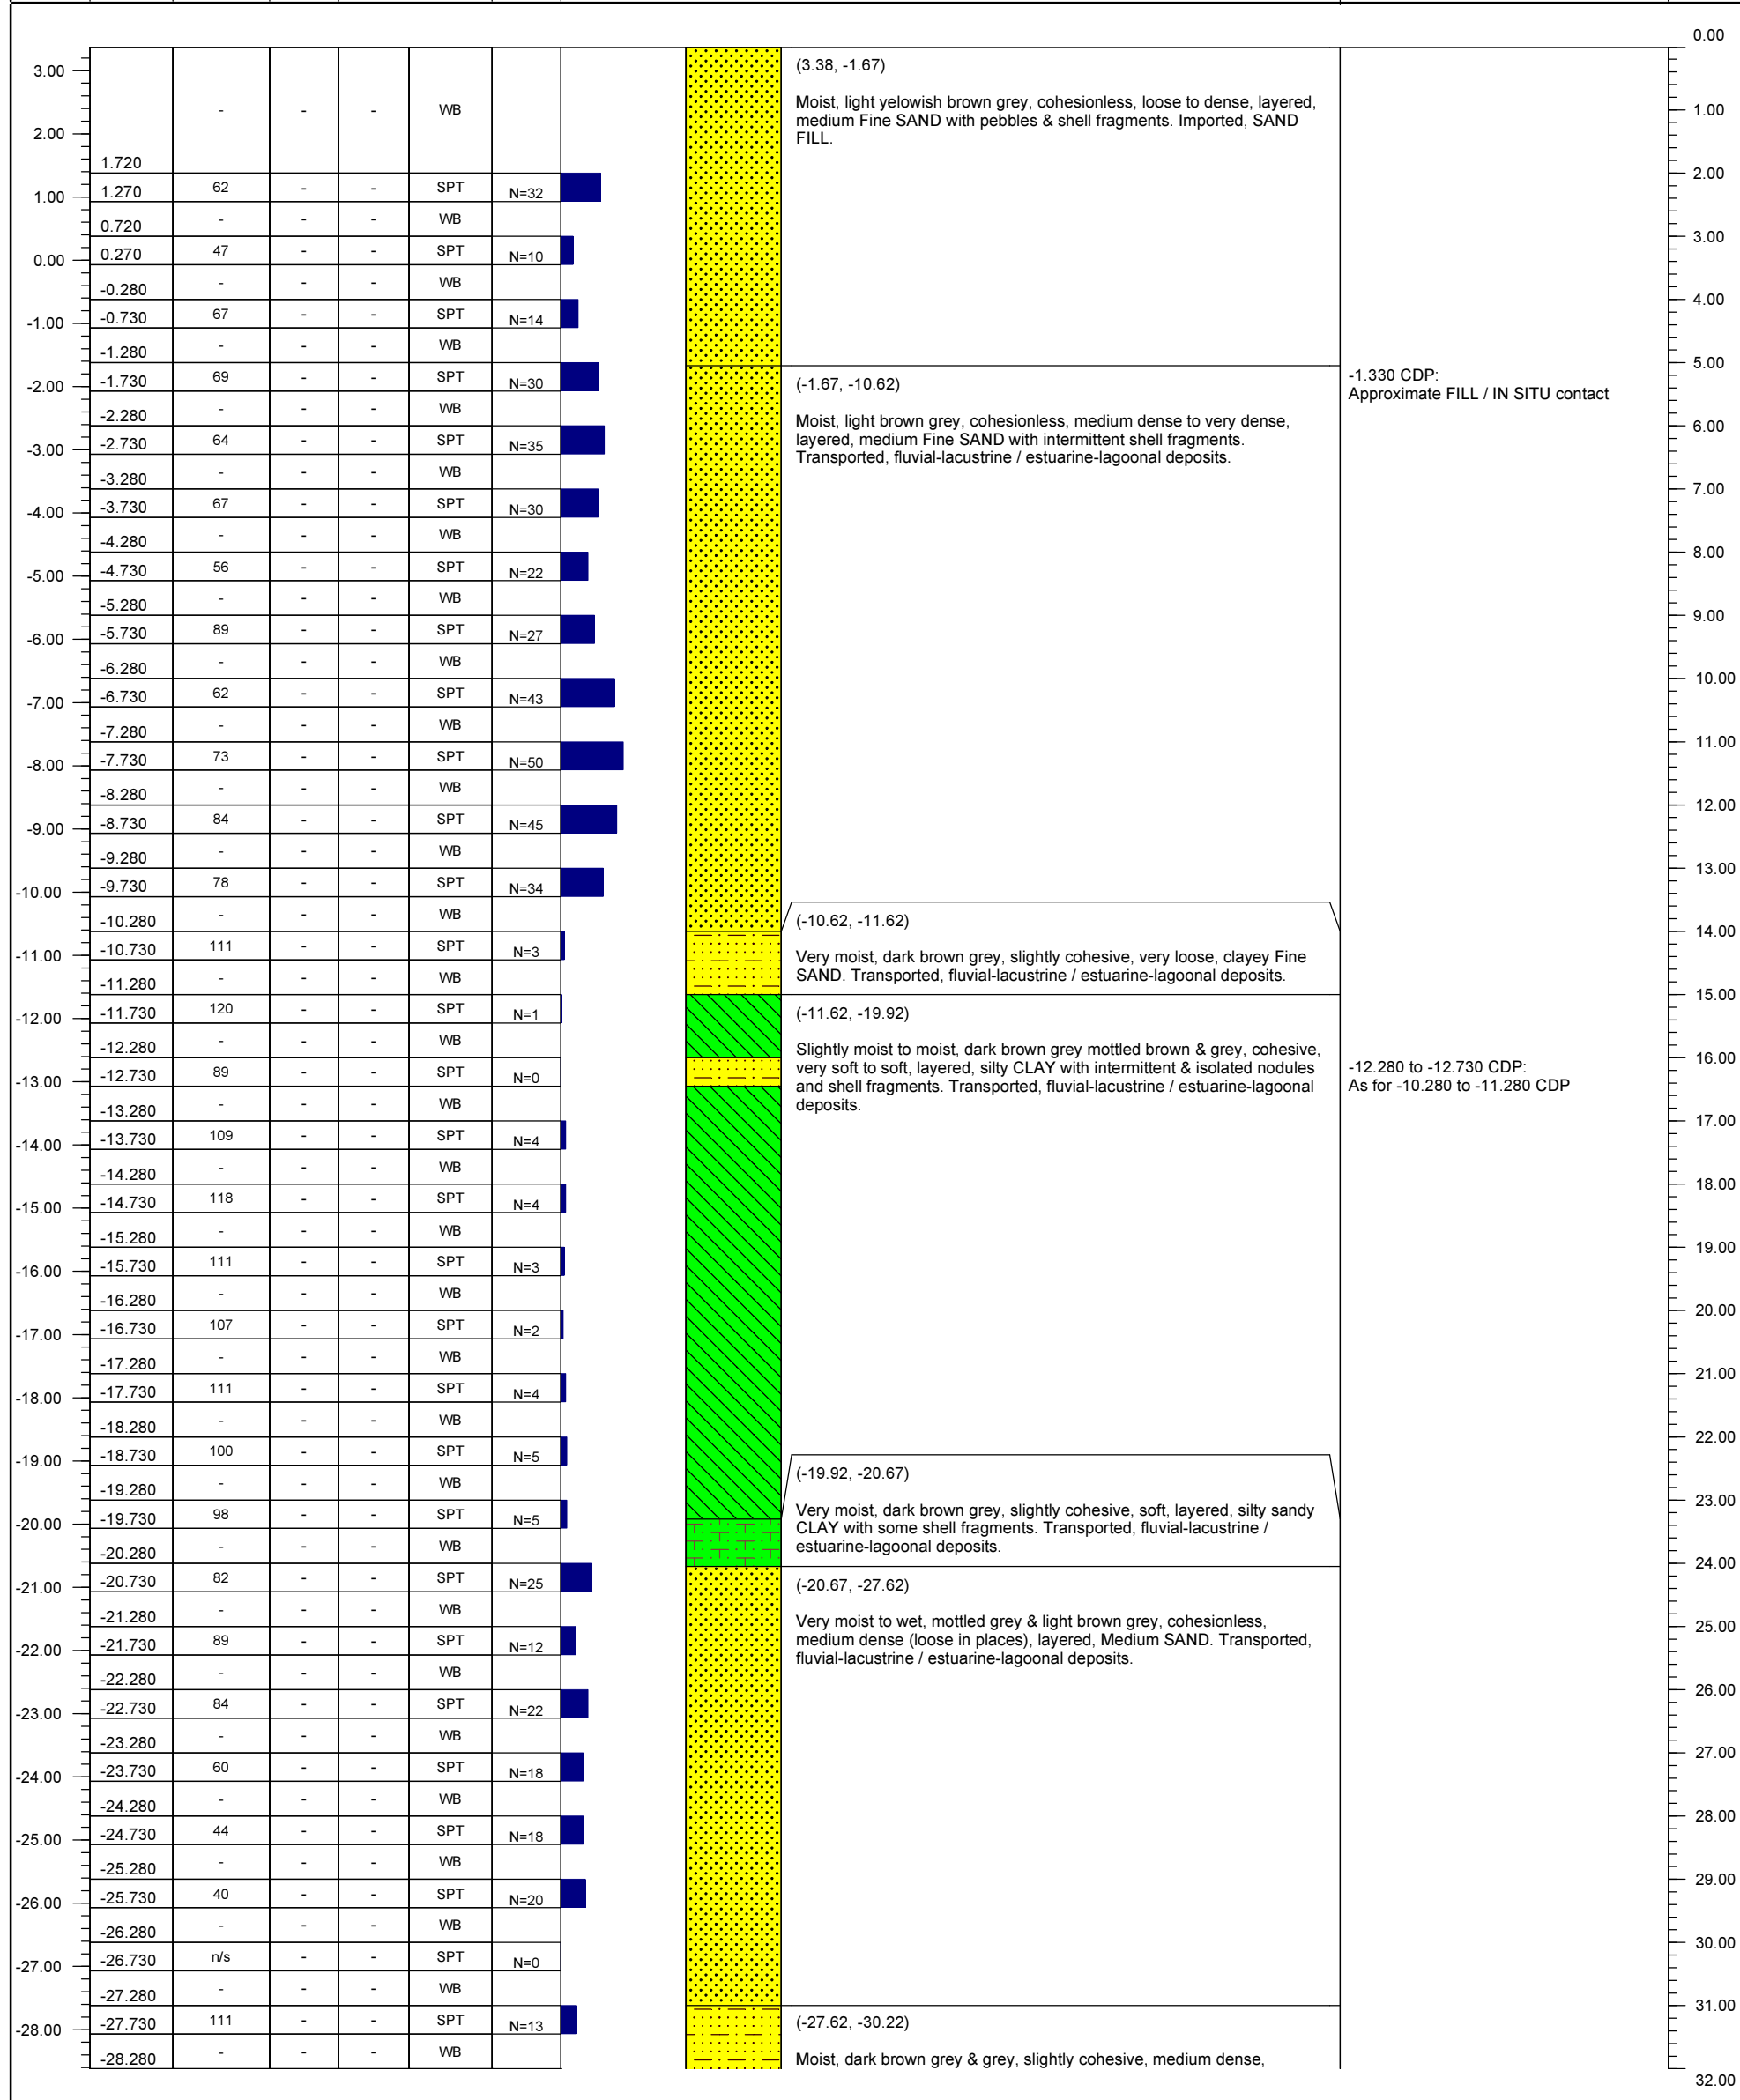 0.00
3.00
(3.38, -1.67)
Moist, light yelowish brown grey, cohesionless, loose to dense, layered,
medium Fine SAND with pebbles & shell fragments. Imported, SAND
FILL.
- - - WB
1.00
2.00
1.720
2.00
1.270 62 - - SPT N=32
1.00
0.720 - - - WB
3.00
0.270 47 - - SPT N=10
0.00
-0.280 - - - WB
4.00
-0.730 67 - - SPT N=14
-1.00
-1.280 - - - WB
5.00
-1.730 69 - - SPT N=30
-2.00
(-1.67, -10.62)
Moist, light brown grey, cohesionless, medium dense to very dense,
layered, medium Fine SAND with intermittent shell fragments.
Transported, fluvial-lacustrine / estuarine-lagoonal deposits.
-1.330 CDP:
Approximate FILL / IN SITU contact
-2.280 - - - WB
6.00
-2.730 64 - - SPT N=35
-3.00
-3.280 - - - WB
7.00
-3.730 67 - - SPT N=30
-4.00
-4.280 - - - WB
8.00
-4.730 56 - - SPT N=22
-5.00
-5.280 - - - WB
9.00
-5.730 89 - - SPT N=27
-6.00
-6.280 - - - WB
10.00
-6.730 62 - - SPT N=43
-7.00
-7.280 - - - WB
11.00
-7.730 73 - - SPT N=50
-8.00
-8.280 - - - WB
12.00
-8.730 84 - - SPT N=45
-9.00
-9.280 - - - WB
13.00
-9.730 78 - - SPT N=34
-10.00
-10.280 - - - WB
(-10.62, -11.62)
Very moist, dark brown grey, slightly cohesive, very loose, clayey Fine
SAND. Transported, fluvial-lacustrine / estuarine-lagoonal deposits.
14.00
-10.730 111 - - SPT N=3
-11.00
-11.280 - - - WB
15.00
-11.730 120 - - SPT N=1
-12.00
(-11.62, -19.92)
Slightly moist to moist, dark brown grey mottled brown & grey, cohesive,
very soft to soft, layered, silty CLAY with intermittent & isolated nodules
and shell fragments. Transported, fluvial-lacustrine / estuarine-lagoonal
deposits.
-12.280 - - - WB
16.00
-12.280 to -12.730 CDP:
As for -10.280 to -11.280 CDP
-12.730 89 - - SPT N=0
-13.00
-13.280 - - - WB
17.00
-13.730 109 - - SPT N=4
-14.00
-14.280 - - - WB
18.00
-14.730 118 - - SPT N=4
-15.00
-15.280 - - - WB
19.00
-15.730 111 - - SPT N=3
-16.00
-16.280 - - - WB
20.00
-16.730 107 - - SPT N=2
-17.00
-17.280 - - - WB
21.00
-17.730 111 - - SPT N=4
-18.00
-18.280 - - - WB
22.00
-18.730 100 - - SPT N=5
-19.00
-19.280 - - - WB
(-19.92, -20.67)
Very moist, dark brown grey, slightly cohesive, soft, layered, silty sandy
CLAY with some shell fragments. Transported, fluvial-lacustrine /
estuarine-lagoonal deposits.
23.00
-19.730 98 - - SPT N=5
-20.00
-20.280 - - - WB
24.00
-20.730 82 - - SPT N=25
-21.00
(-20.67, -27.62)
Very moist to wet, mottled grey & light brown grey, cohesionless,
medium dense (loose in places), layered, Medium SAND. Transported,
fluvial-lacustrine / estuarine-lagoonal deposits.
-21.280 - - - WB
25.00
-21.730 89 - - SPT N=12
-22.00
-22.280 - - - WB
26.00
-22.730 84 - - SPT N=22
-23.00
-23.280 - - - WB
27.00
-23.730 60 - - SPT N=18
-24.00
-24.280 - - - WB
28.00
-24.730 44 - - SPT N=18
-25.00
-25.280 - - - WB
29.00
-25.730 40 - - SPT N=20
-26.00
-26.280 - - - WB
30.00
-26.730 n/s - - SPT N=0
-27.00
-27.280 - - - WB
31.00
-27.730 111 - - SPT N=13
-28.00
(-27.62, -30.22)
Moist, dark brown grey & grey, slightly cohesive, medium dense,
-28.280 - - - WB
32.00